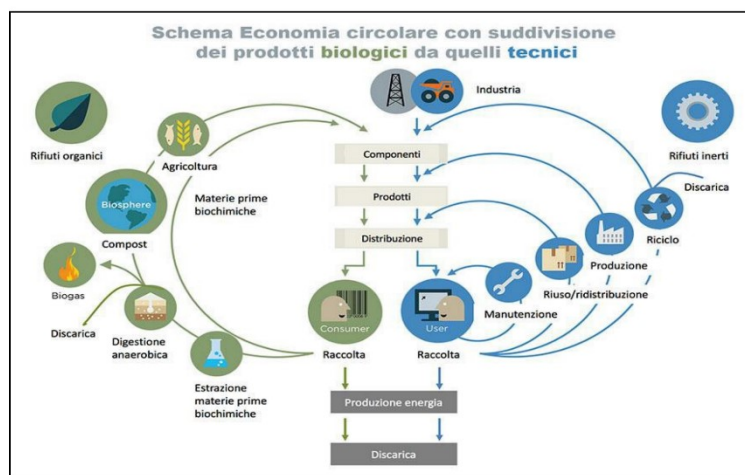 Schema Economia circolare con suddivisione
dei prodotti biologici da quelli tecnici
Industria
Rifiuti organici
Agricoltura
Componenti
Rifiuti inerti
Materie prime
biochimiche
Discarica
Biosphere
Prodotti
Compost
Distribuzione
Riciclo
Produzione
Biogas
Riuso/ridistribuzione
Consumer
User
Manutenzione
Discarica
Digestione
anaerobica
Raccolta
Raccolta
Estrazione
materie prime
biochimiche
Produzione energia
Discarica